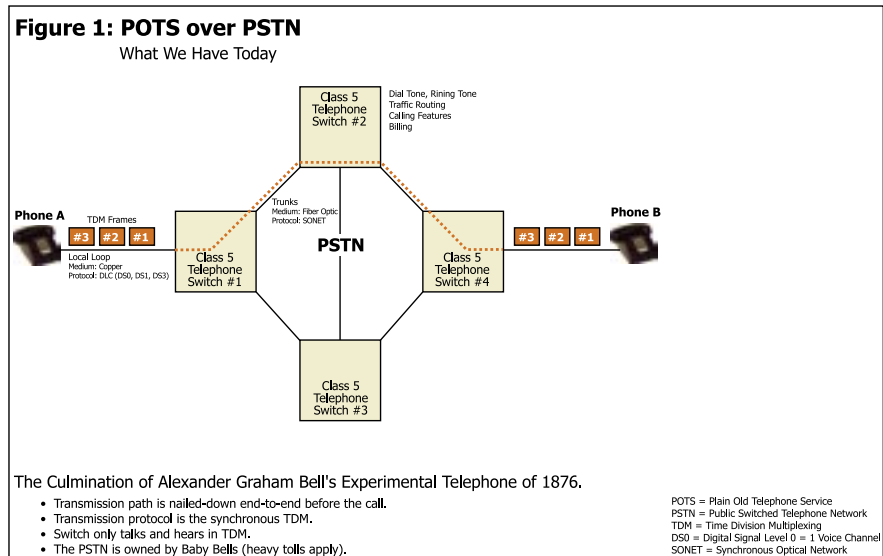 Figure 1: POTS over PSTN
What We Have Today
Class 5
Telephone
Switch #2
Dial Tone, Rining Tone
Traffic Routing
Calling Features
Billing
Trunks
Medium: Fiber Optic
Protocol: SONET
Phone A
TDM Frames
#3 #2 #1
Local Loop
Medium: Copper
Protocol: DLC (DS0, DS1, DS3)
Class 5
Telephone
Switch #1
PSTN
Class 5
Telephone
Switch #4
#3 #2 #1
Phone B
Class 5
Telephone
Switch #3
The Culmination of Alexander Graham Bell's Experimental Telephone of 1876.
• Transmission path is nailed-down end-to-end before the call.
• Transmission protocol is the synchronous TDM.
• Switch only talks and hears in TDM.
• The PSTN is owned by Baby Bells (heavy tolls apply).
POTS = Plain Old Telephone Service
PSTN = Public Switched Telephone Network
TDM = Time Division Multiplexing
DS0 = Digital Signal Level 0 = 1 Voice Channel
SONET = Synchronous Optical Network